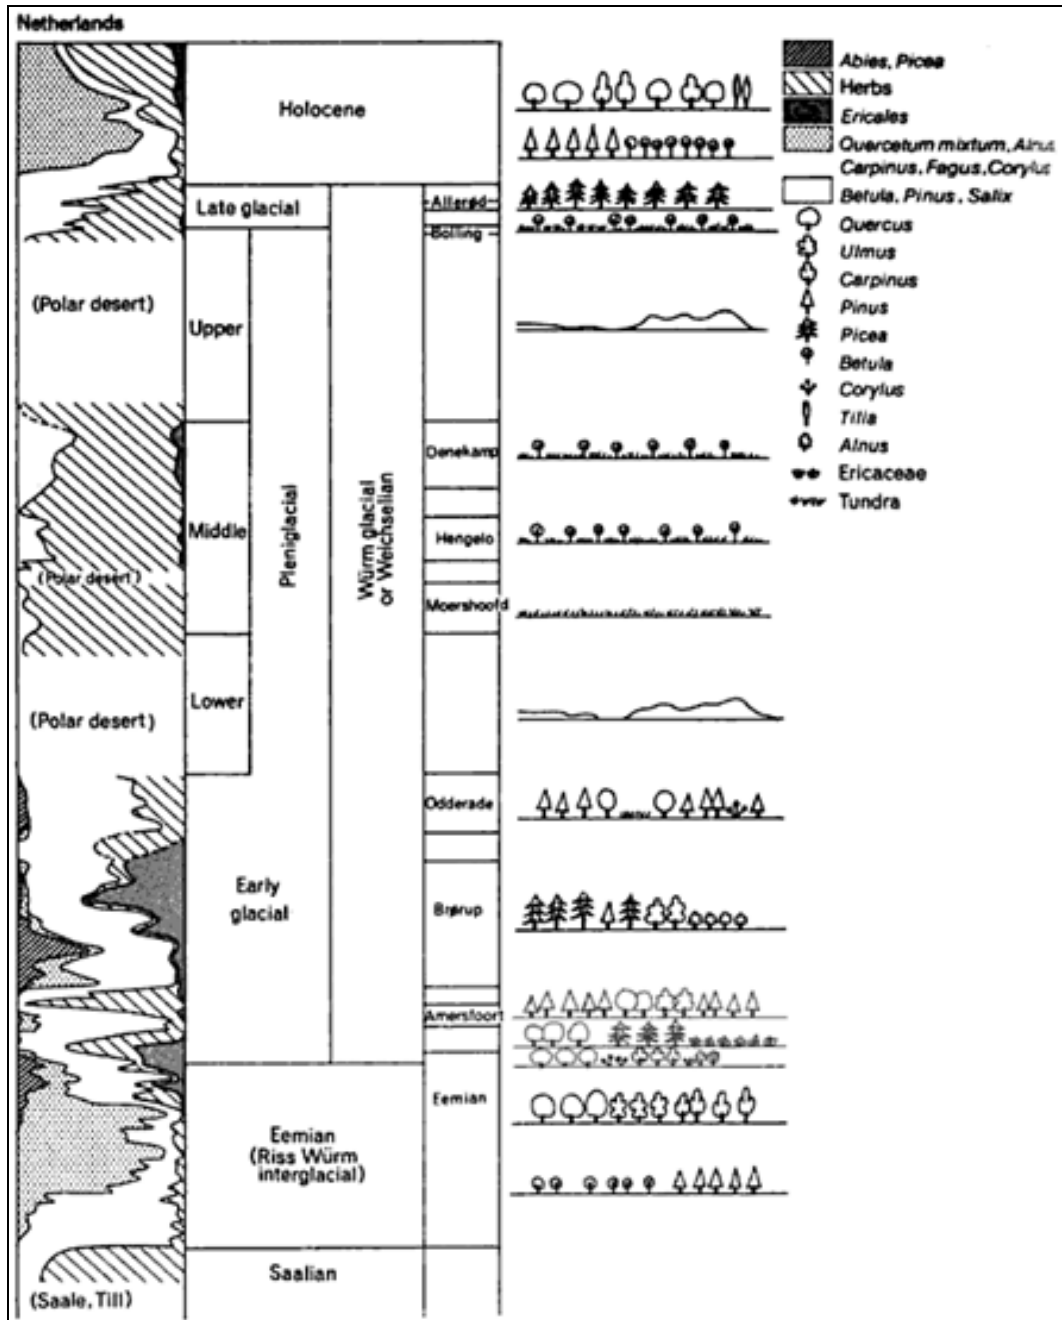 Netherlands
Holocene
Late glacial
Allerød
Bolling
(Polar desert)
Upper
Denekamp
Middle
Hengelo
(Polar desert)
Moershoofd
Pleniglacial
Würm glacial
or Weichselian
Lower
(Polar desert)
Odderade
Early
glacial
Brørup
Amersfoort
Eemian
Eemian
(Riss Würm
interglacial)
Saalian
(Saale, Till)
Abies, Picea
Herbs
Ericales
Quercetum mixtum, Alnus
Carpinus, Fagus, Corylus
Betula, Pinus, Salix
Quercus
Ulmus
Carpinus
Pinus
Picea
Betula
Corylus
Tilia
Alnus
Ericaceae
Tundra